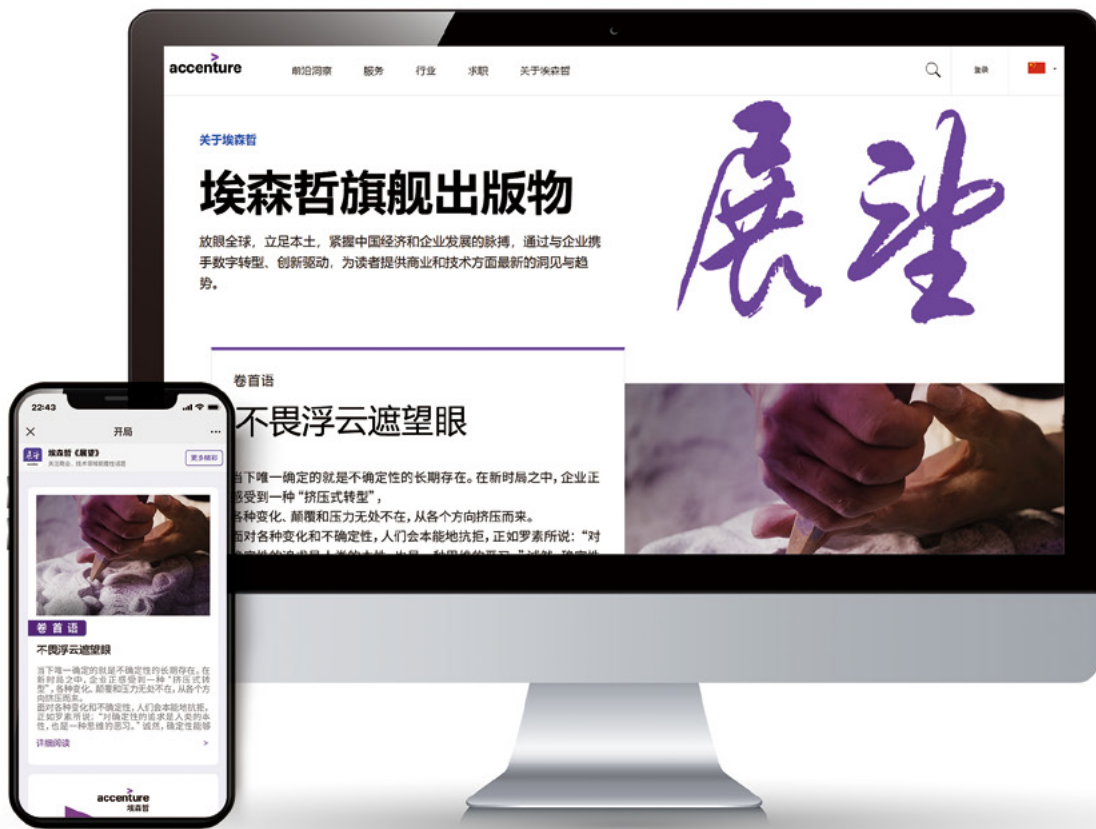 accenture
前沿洞察 服务 行业 求职 关于埃森哲 登录
关于埃森哲
展望
埃森哲旗舰出版物
放眼全球，立足本土，紧握中国经济和企业发展的脉搏，通过与企业携
手数字转型、创新驱动，为读者提供商业和技术方面最新的洞见与趋
势。
卷首语
不畏浮云遮望眼
当下唯一确定的就是不确定性的长期存在。在新时局之中，企业正
感受到一种“挤压式转型”，
各种变化、颠覆和压力无处不在，从各个方向挤压而来。
面对各种变化和不确定性，人们会本能地抗拒，正如罗素所说：“对
22:43
开局
展望
埃森哲《展望》
关注商业、技术领域前瞻性话题
更多精彩
卷首语
不畏浮云遮望眼
当下唯一确定的就是不确定性的长期存在。在
新时局之中，企业正感受到一种“挤压式转
型”，各种变化、颠覆和压力无处不在，从各个方
向挤压而来。
面对各种变化和不确定性，人们会本能地抗拒，
正如罗素所说：“对确定性的追求是人类的本
性，也是一种思维的恶习。”诚然，确定性能够
详细阅读 >
accenture
埃森哲